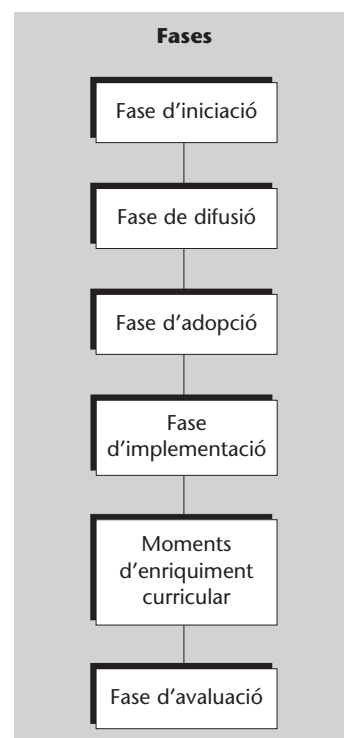 Fases
Fase d’iniciació
Fase de difusió
Fase d’adopció
Fase
d’implementació
Moments
d’enriquiment
curricular
Fase d’avaluació